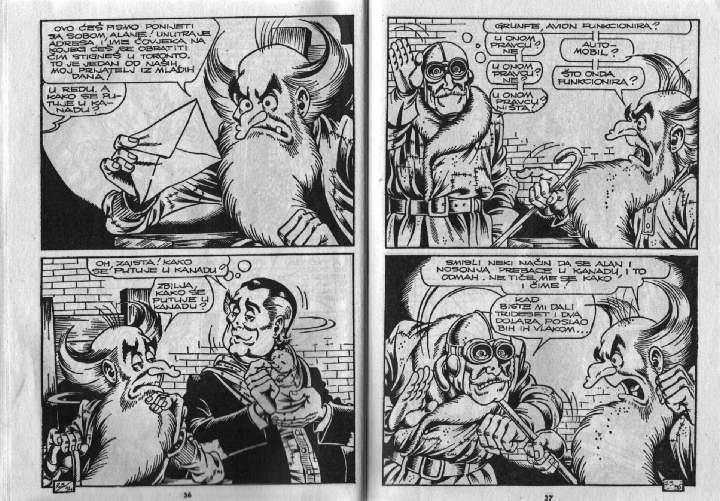 OVO ĆEŠ PISMO PONIJETI
SA SOBOM, ALANE! UNUTRA JE
ADRESA I IME ČOVJEKA NA
KOJEG ĆEŠ SE OBRATITI
ČIM STIGNEŠ U TORONTO.
TO JE JEDAN OD NAŠIH,
MOJ PRIJATELJ IZ MLAĐIH
DANA!
U REDU, A
KAKO SE PU-
TUJE U KA-
NADU?
OH, ZAISTA! KAKO
SE PUTUJE U KANADU?
ZBILJA,
KAKO SE
PUTUJE U
KANADU?
36
GRUNFE, AVION FUNKCIONIRA?
U ONOM
PRAVCU?
NE!
AUTO-
MOBIL?
U ONOM
PRAVCU?
NE!
ŠTO ONDA
FUNKCIONIRA?
U ONOM
PRAVCU?
NIŠTA!
SMISLI NEKI NAČIN DA SE ALAN I
NOSONJA PREBACE U KANADU, I TO
ODMAH. NE TIČE ME SE KAKO
I ČIME.
KAD
BISTE MI DALI
TRIDESET I DVA
DOLARA, POSLAO
BIH IH VLAKOM...
37